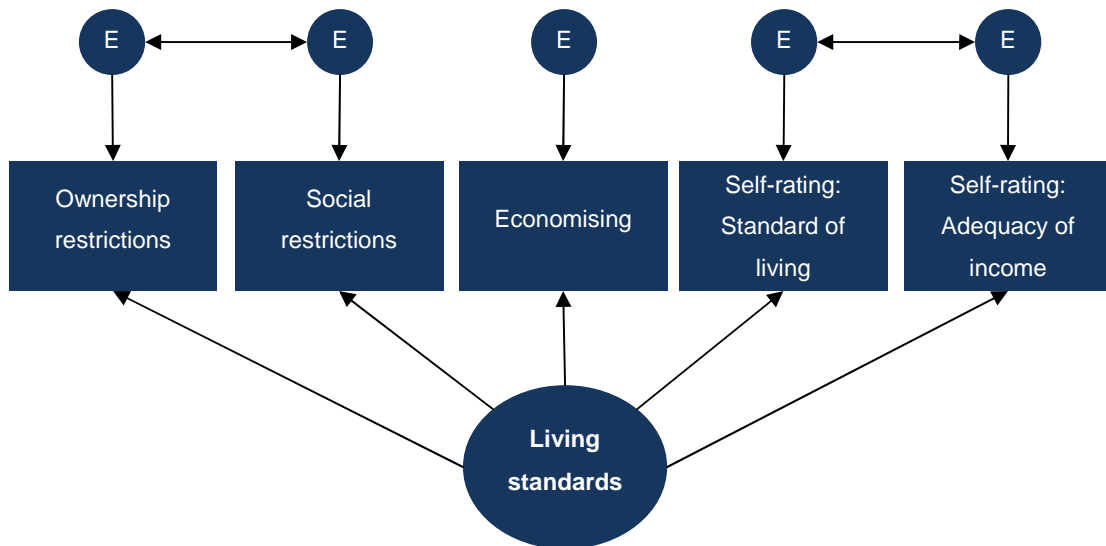 E
E
E
E
E
Ownership
restrictions
Social
restrictions
Economising
Self-rating:
Standard of
living
Self-rating:
Adequacy of
income
Living
standards